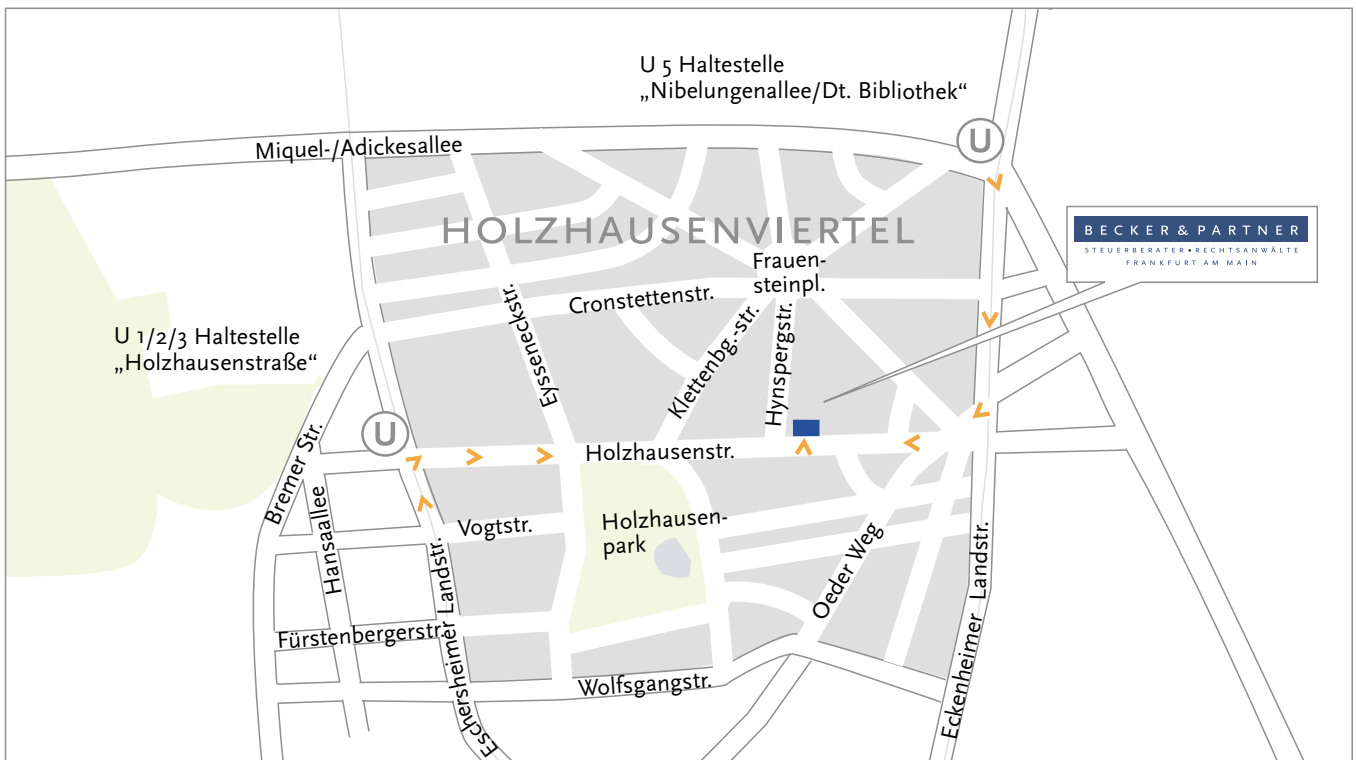 U 5 Haltestelle
„Nibelungenallee/Dt. Bibliothek“
U
Miquel-/Adickesallee
HOLZHAUSENVIERTEL
BECKER & PARTNER
STEUERBERATER • RECHTSANWÄLTE
FRANKFURT AM MAIN
Frauen-
steinpl.
Cronstettenstr.
Eysseneckstr.
Klettenbg.-str.
Hynspergstr.
U 1/2/3 Haltestelle
„Holzhausenstraße“
U
Holzhausenstr.
Bremer Str.
Hansaallee
Vogtstr.
Holzhausen-
park
Oeder Weg
Eckenheimer Landstr.
Eschersheimer Landstr.
Fürstenbergerstr.
Wolfsgangstr.